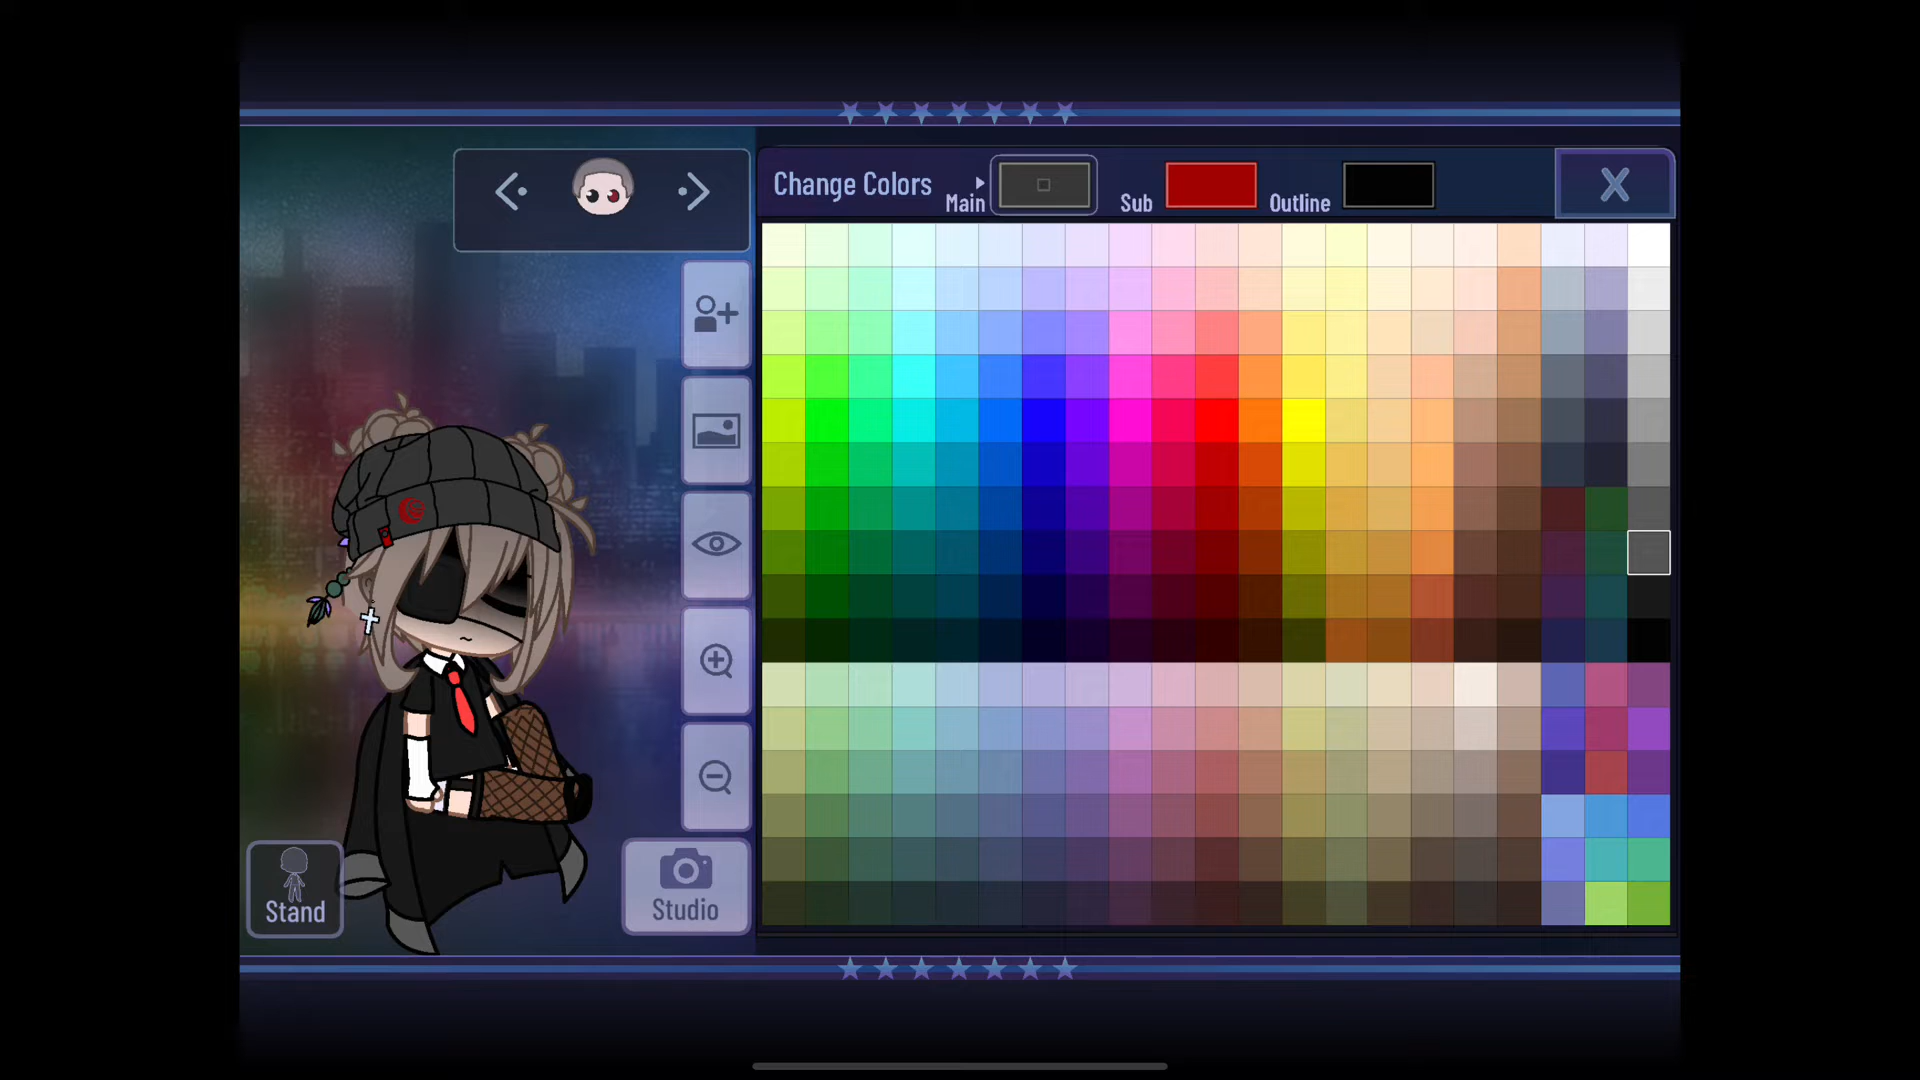 Change Colors
Main
Sub
Outline
X
Stand
Studio